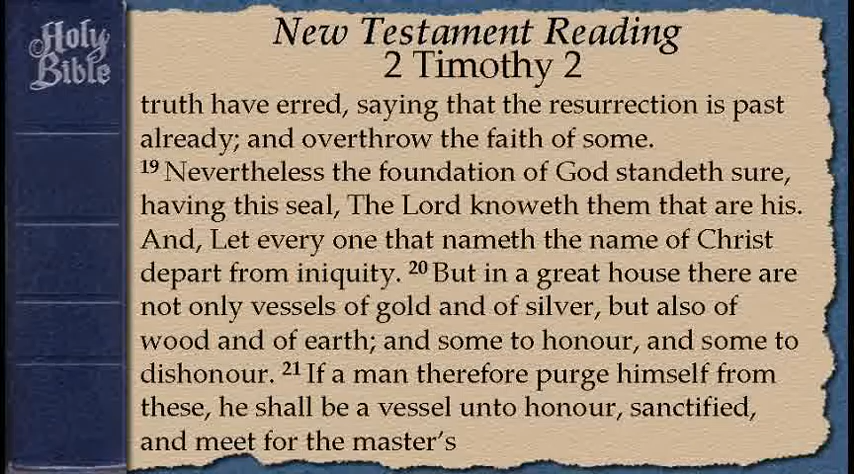 Holy
Bible
New Testament Reading
2 Timothy 2
truth have erred, saying that the resurrection is past
already; and overthrow the faith of some.
¹⁹ Nevertheless the foundation of God standeth sure,
having this seal, The Lord knoweth them that are his.
And, Let every one that nameth the name of Christ
depart from iniquity. ²⁰ But in a great house there are
not only vessels of gold and of silver, but also of
wood and of earth; and some to honour, and some to
dishonour. ²¹ If a man therefore purge himself from
these, he shall be a vessel unto honour, sanctified,
and meet for the master’s